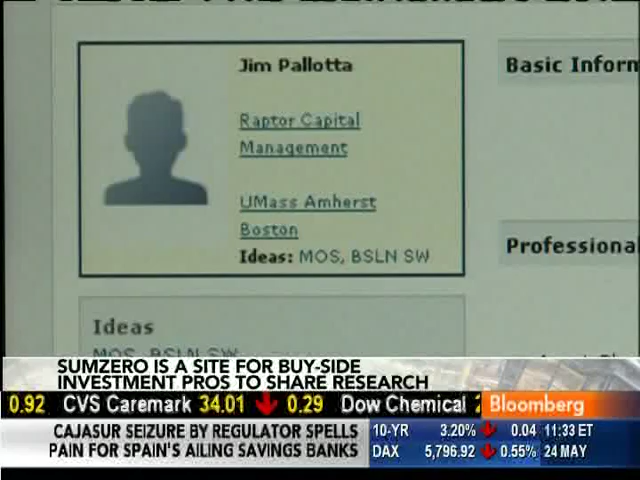 Jim Pallotta
Basic Inform
Raptor Capital
Management
UMass Amherst
Boston
Ideas: MOS, BSLN SW
Professional
Ideas
MOS, BSLN SW
SUMZERO IS A SITE FOR BUY-SIDE
INVESTMENT PROS TO SHARE RESEARCH
0.92 CVS Caremark 34.01 0.29 Dow Chemical
Bloomberg
CAJASUR SEIZURE BY REGULATOR SPELLS
PAIN FOR SPAIN'S AILING SAVINGS BANKS
10-YR 3.20% 0.04 11:33 ET
DAX 5,796.92 0.55% 24 MAY